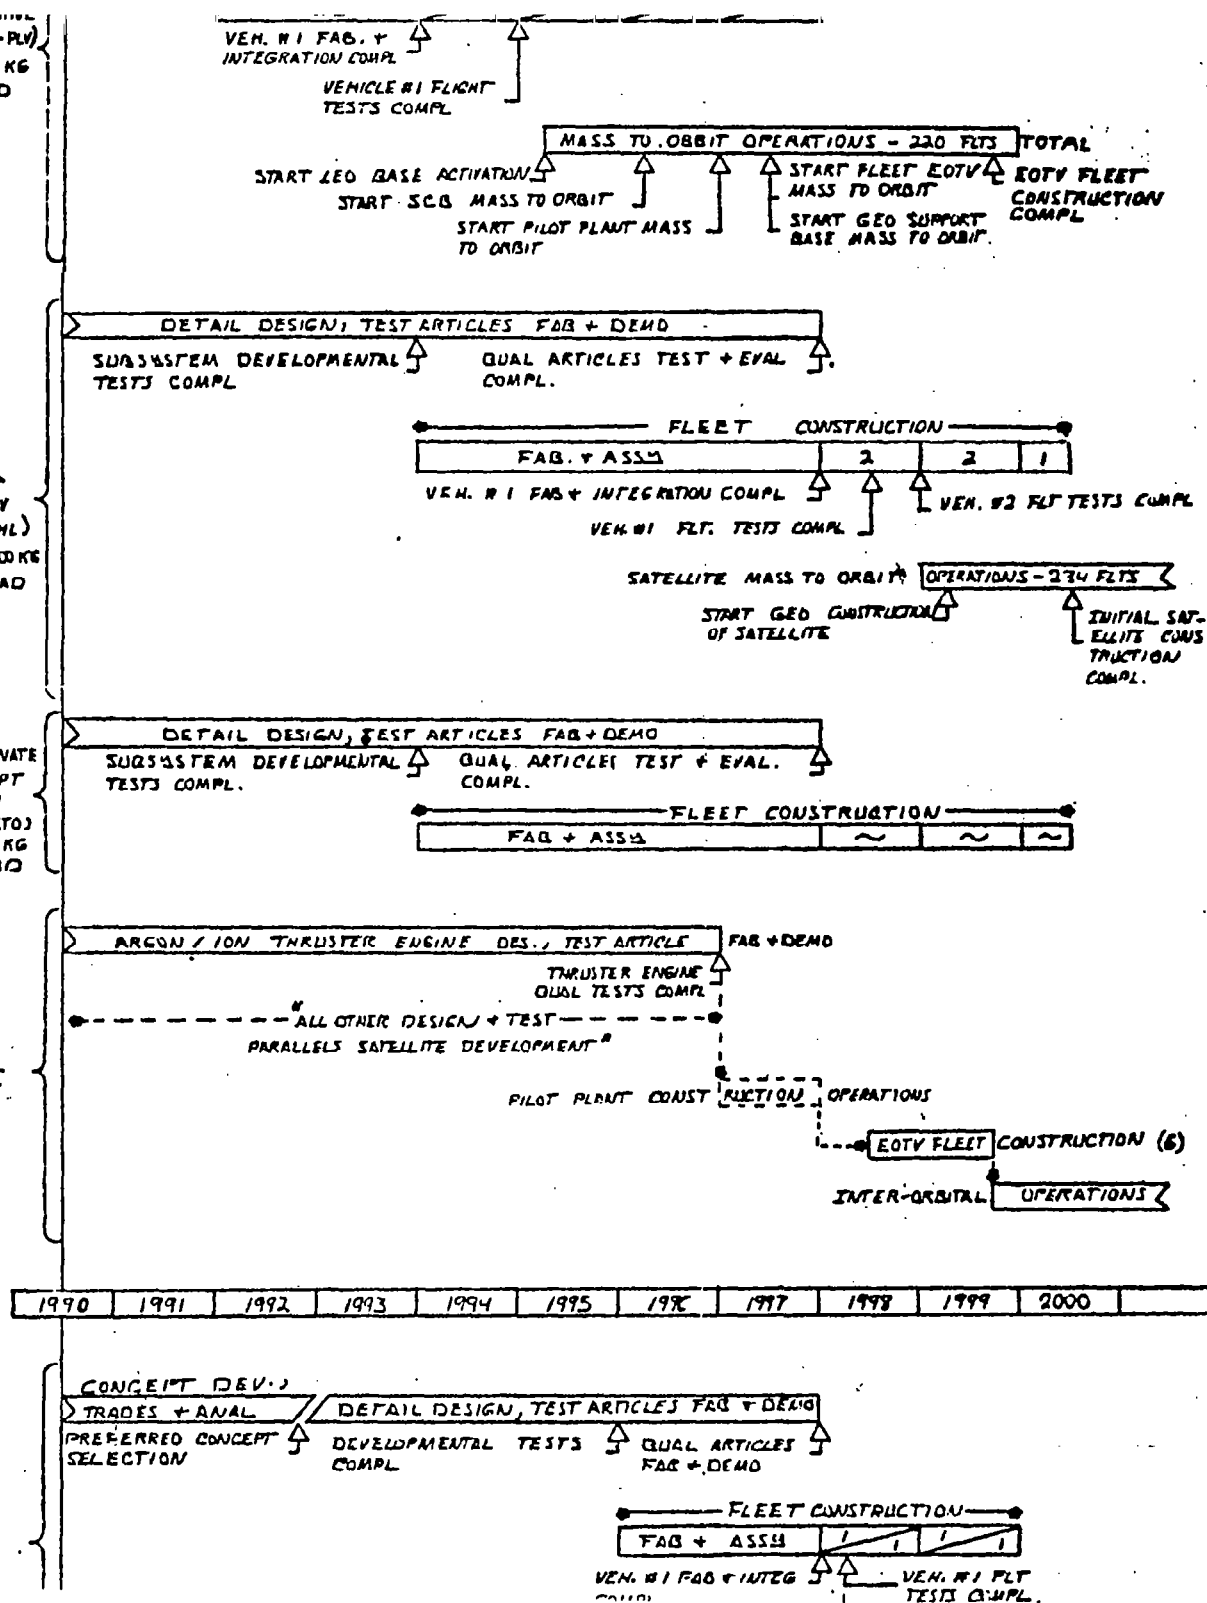 -PLV)
KG
VEH. #1 FAB. +
INTEGRATION COMPL
VEHICLE #1 FLIGHT
TESTS COMPL
MASS TO ORBIT OPERATIONS - 220 FLTS TOTAL
START LEO BASE ACTIVATION
START SCB MASS TO ORBIT
START PILOT PLANT MASS
TO ORBIT
START FLEET EOTV
MASS TO ORBIT
START GEO SUPPORT
BASE MASS TO ORBIT.
EOTV FLEET
CONSTRUCTION
COMPL
DETAIL DESIGN, TEST ARTICLES FAB + DEMO
SUBSYSTEM DEVELOPMENTAL
TESTS COMPL
QUAL ARTICLES TEST + EVAL
COMPL.
FLEET CONSTRUCTION
FAB. + ASSY 2 2 1
VEH. #1 FAB + INTEGRATION COMPL
VEH. #1 FLT. TESTS COMPL
VEH. #2 FLT TESTS COMPL
KG
SATELLITE MASS TO ORBIT OPERATIONS - 234 FLTS
START GEO CONSTRUCTION
OF SATELLITE
INITIAL SAT-
ELLITE CONS
TRUCTION
COMPL.
DETAIL DESIGN, TEST ARTICLES FAB + DEMO
SUBSYSTEM DEVELOPMENTAL
TESTS COMPL.
QUAL ARTICLES TEST + EVAL.
COMPL.
KG
FLEET CONSTRUCTION
FAB + ASSY ~ ~ ~
ARGON / ION THRUSTER ENGINE DES., TEST ARTICLE FAB + DEMO
THRUSTER ENGINE
QUAL TESTS COMPL
"ALL OTHER DESIGN + TEST
PARALLELS SATELLITE DEVELOPMENT"
PILOT PLANT CONSTRUCTION OPERATIONS
EOTV FLEET CONSTRUCTION (6)
INTER-ORBITAL OPERATIONS
1990 1991 1992 1993 1994 1995 1996 1997 1998 1999 2000
CONCEPT DEV.,
TRADES + ANAL DETAIL DESIGN, TEST ARTICLES FAB + DEMO
PREFERRED CONCEPT
SELECTION
DEVELOPMENTAL TESTS
COMPL
QUAL ARTICLES
FAB + DEMO
FLEET CONSTRUCTION
FAB + ASSY 1 1 1 1
VEH. #1 FAB + INTEG
VEH. #1 FLT
TESTS COMPL.